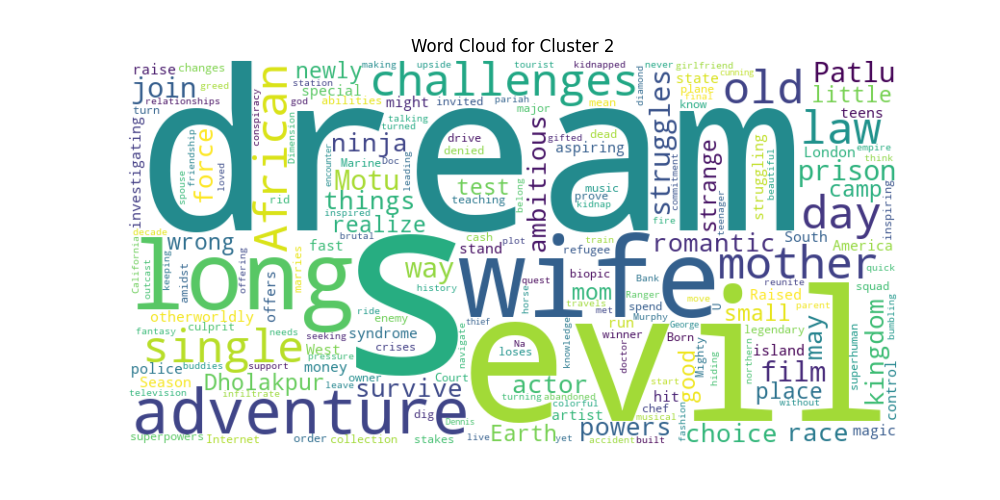 Word Cloud for Cluster 2
raise changes newly making upside tourist kidnapped never girlfriend cunning
join greed station challenges diamond state old Patlu
relationships special god abilities might invited pariah mean plane final little
turn conspiracy talking turned major know teens
investigating African Dimension ninja drive gifted dead law
spouse friendship force dream denied aspiring struggles London empire
loved encounter Marine Doc leading ambitious strange struggling beautiful think
Motu test music prove commitment prison
rid things teaching belong kidnap teenager camp
inspired realize fire day inspiring
decade wrong brutal cash plot train romantic South America
California long fast stand refugee mother quick
outcast keeping amidst offering marries S way biopic Bank reunite squad
offers history wife quest mom Ranger move U
otherworldly ride horse met travels spend Raised parent
fantasy culprit needs enemy thief run Murphy George small legendary superhuman bumbling
single seeking syndrome navigate evil winner Born may kingdom
police buddies West pressure crises Na loses knowledge doctor Mighty northern island
Season support money Court hiding film control
television infiltrate Dholakpur leave owner survive actor hit start good place without
adventure dig turning abandoned colorful chef musical
Dennis artist powers fashion choice race magic
superpowers Internet order collection stakes live Earth yet accident built